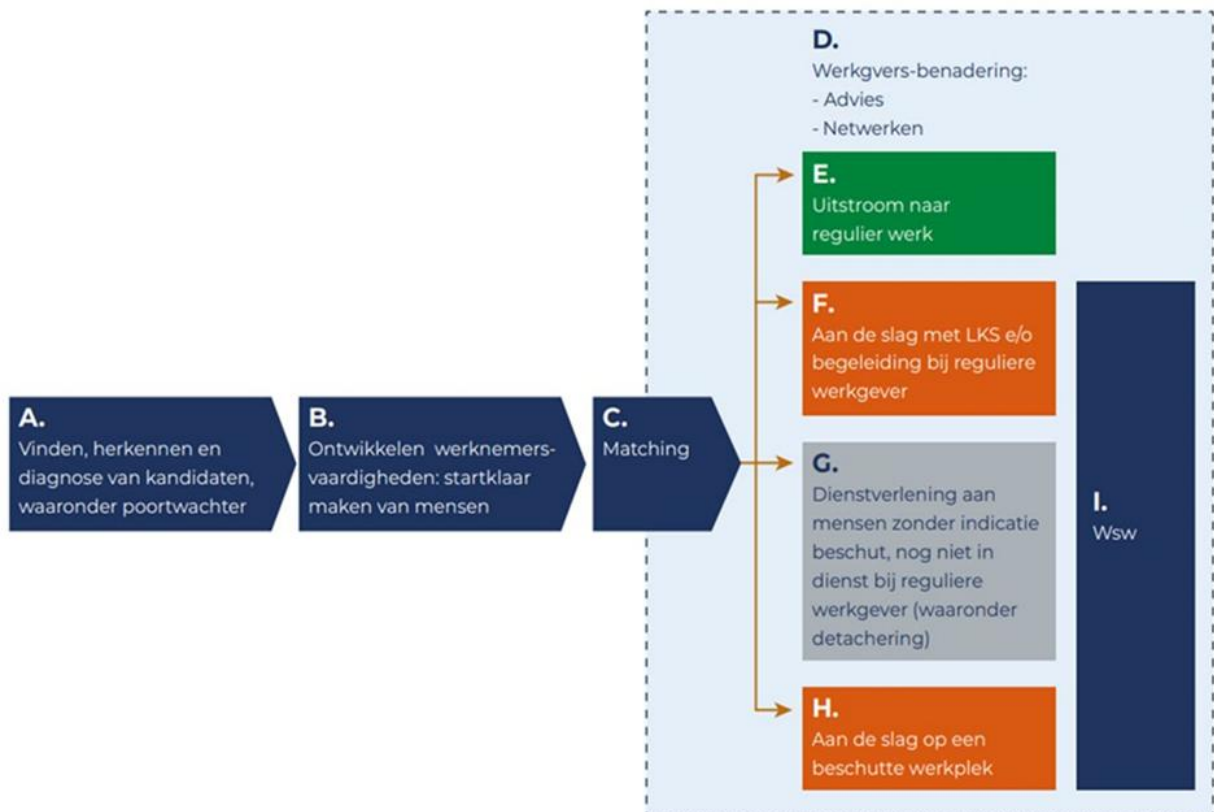 D.
Werkgvers-benadering:
- Advies
- Netwerken
E.
Uitstroom naar
regulier werk
F.
Aan de slag met LKS e/o
begeleiding bij reguliere
werkgever
A.
Vinden, herkennen en
diagnose van kandidaten,
waaronder poortwachter
B.
Ontwikkelen werknemers-
vaardigheden: startklaar
maken van mensen
C.
Matching
G.
Dienstverlening aan
mensen zonder indicatie
beschut, nog niet in
dienst bij reguliere
werkgever (waaronder
detachering)
I.
Wsw
H.
Aan de slag op een
beschutte werkplek